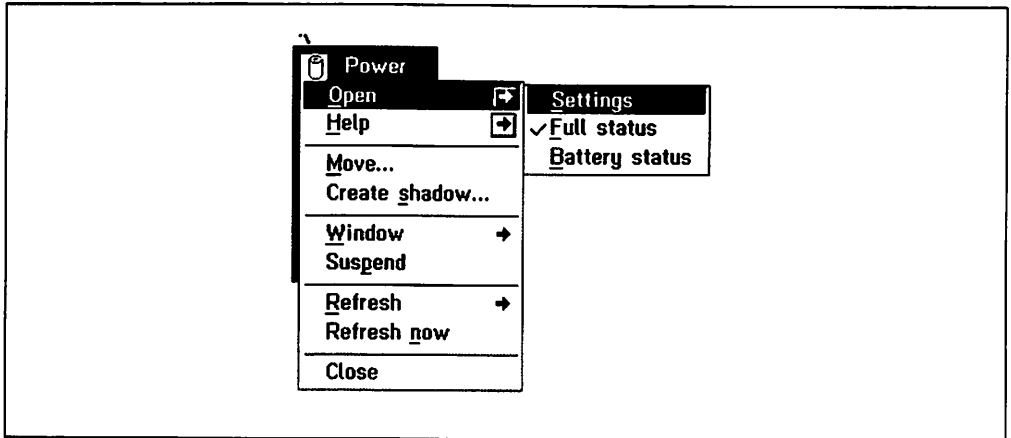 Power
Open
Help
Move...
Create shadow...
Window
Suspend
Refresh
Refresh now
Close
Settings
✓Full status
Battery status